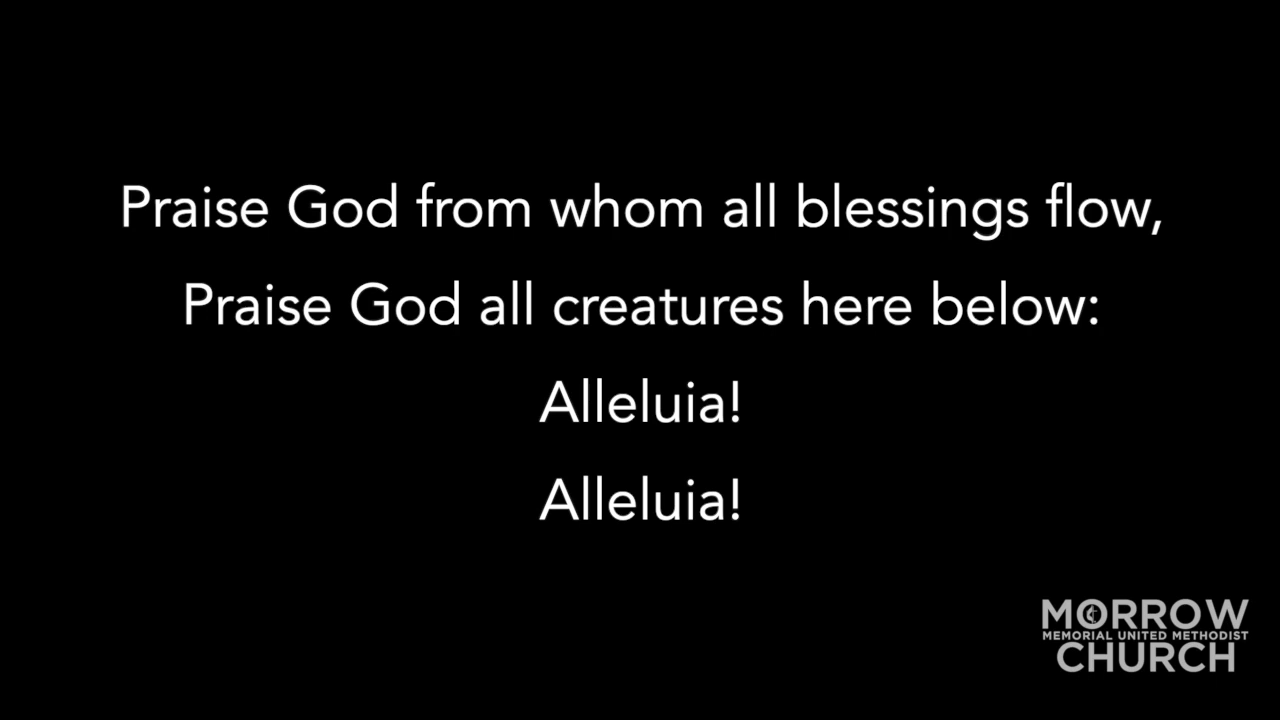 Praise God from whom all blessings flow,
Praise God all creatures here below:
Alleluia!
Alleluia!
MORROW
MEMORIAL UNITED METHODIST
CHURCH